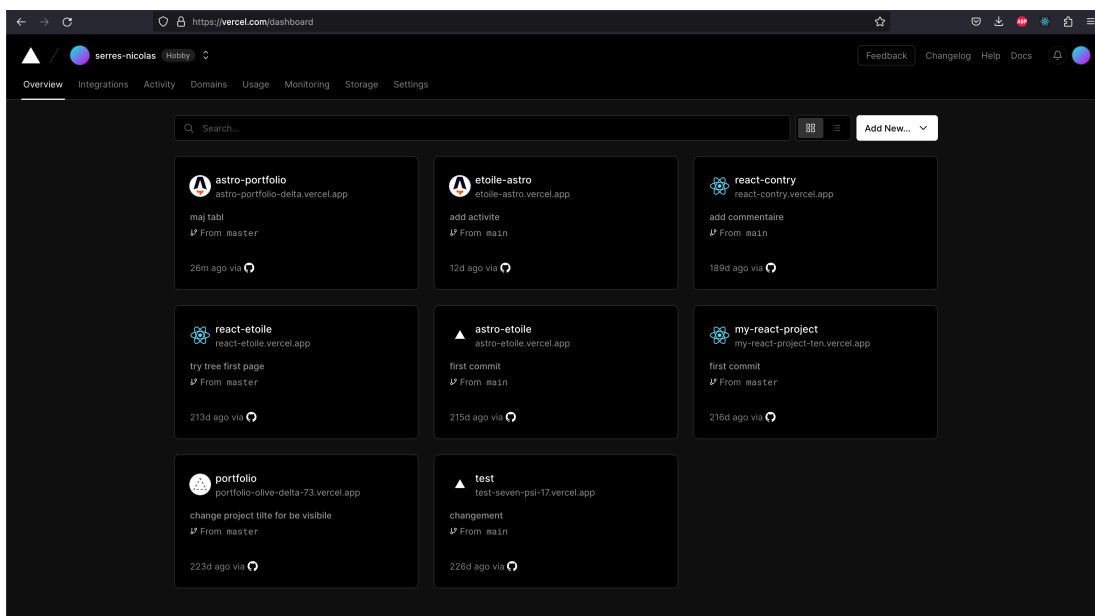 https://vercel.com/dashboard
ABP
serres-nicolas Hobby
Feedback Changelog Help Docs
Overview Integrations Activity Domains Usage Monitoring Storage Settings
Search...
Add New...
astro-portfolio
astro-portfolio-delta.vercel.app
maj tabl
From master
26m ago via
etoile-astro
etoile-astro.vercel.app
add activite
From main
12d ago via
react-contry
react-contry.vercel.app
add commentaire
From main
189d ago via
react-etoile
react-etoile.vercel.app
try tree first page
From master
213d ago via
astro-etoile
astro-etoile.vercel.app
first commit
From main
215d ago via
my-react-project
my-react-project-ten.vercel.app
first commit
From master
216d ago via
portfolio
portfolio-olive-delta-73.vercel.app
change project tilte for be visibile
From master
223d ago via
test
test-seven-psi-17.vercel.app
changement
From main
226d ago via